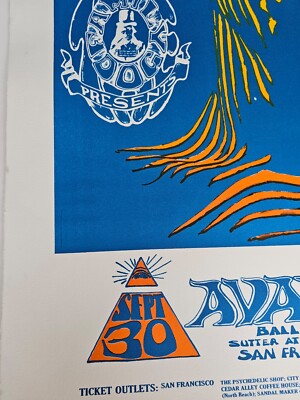 FAMILY DOG
PRESENTS
SEPT
30
AVA
BALL
SUTTER AT
SAN FR
TICKET OUTLETS: SAN FRANCISCO
THE PSYCHEDELIC SHOP; CITY
CEDAR ALLEY COFFEE HOUSE,
(North Beach); SANDAL MAKER